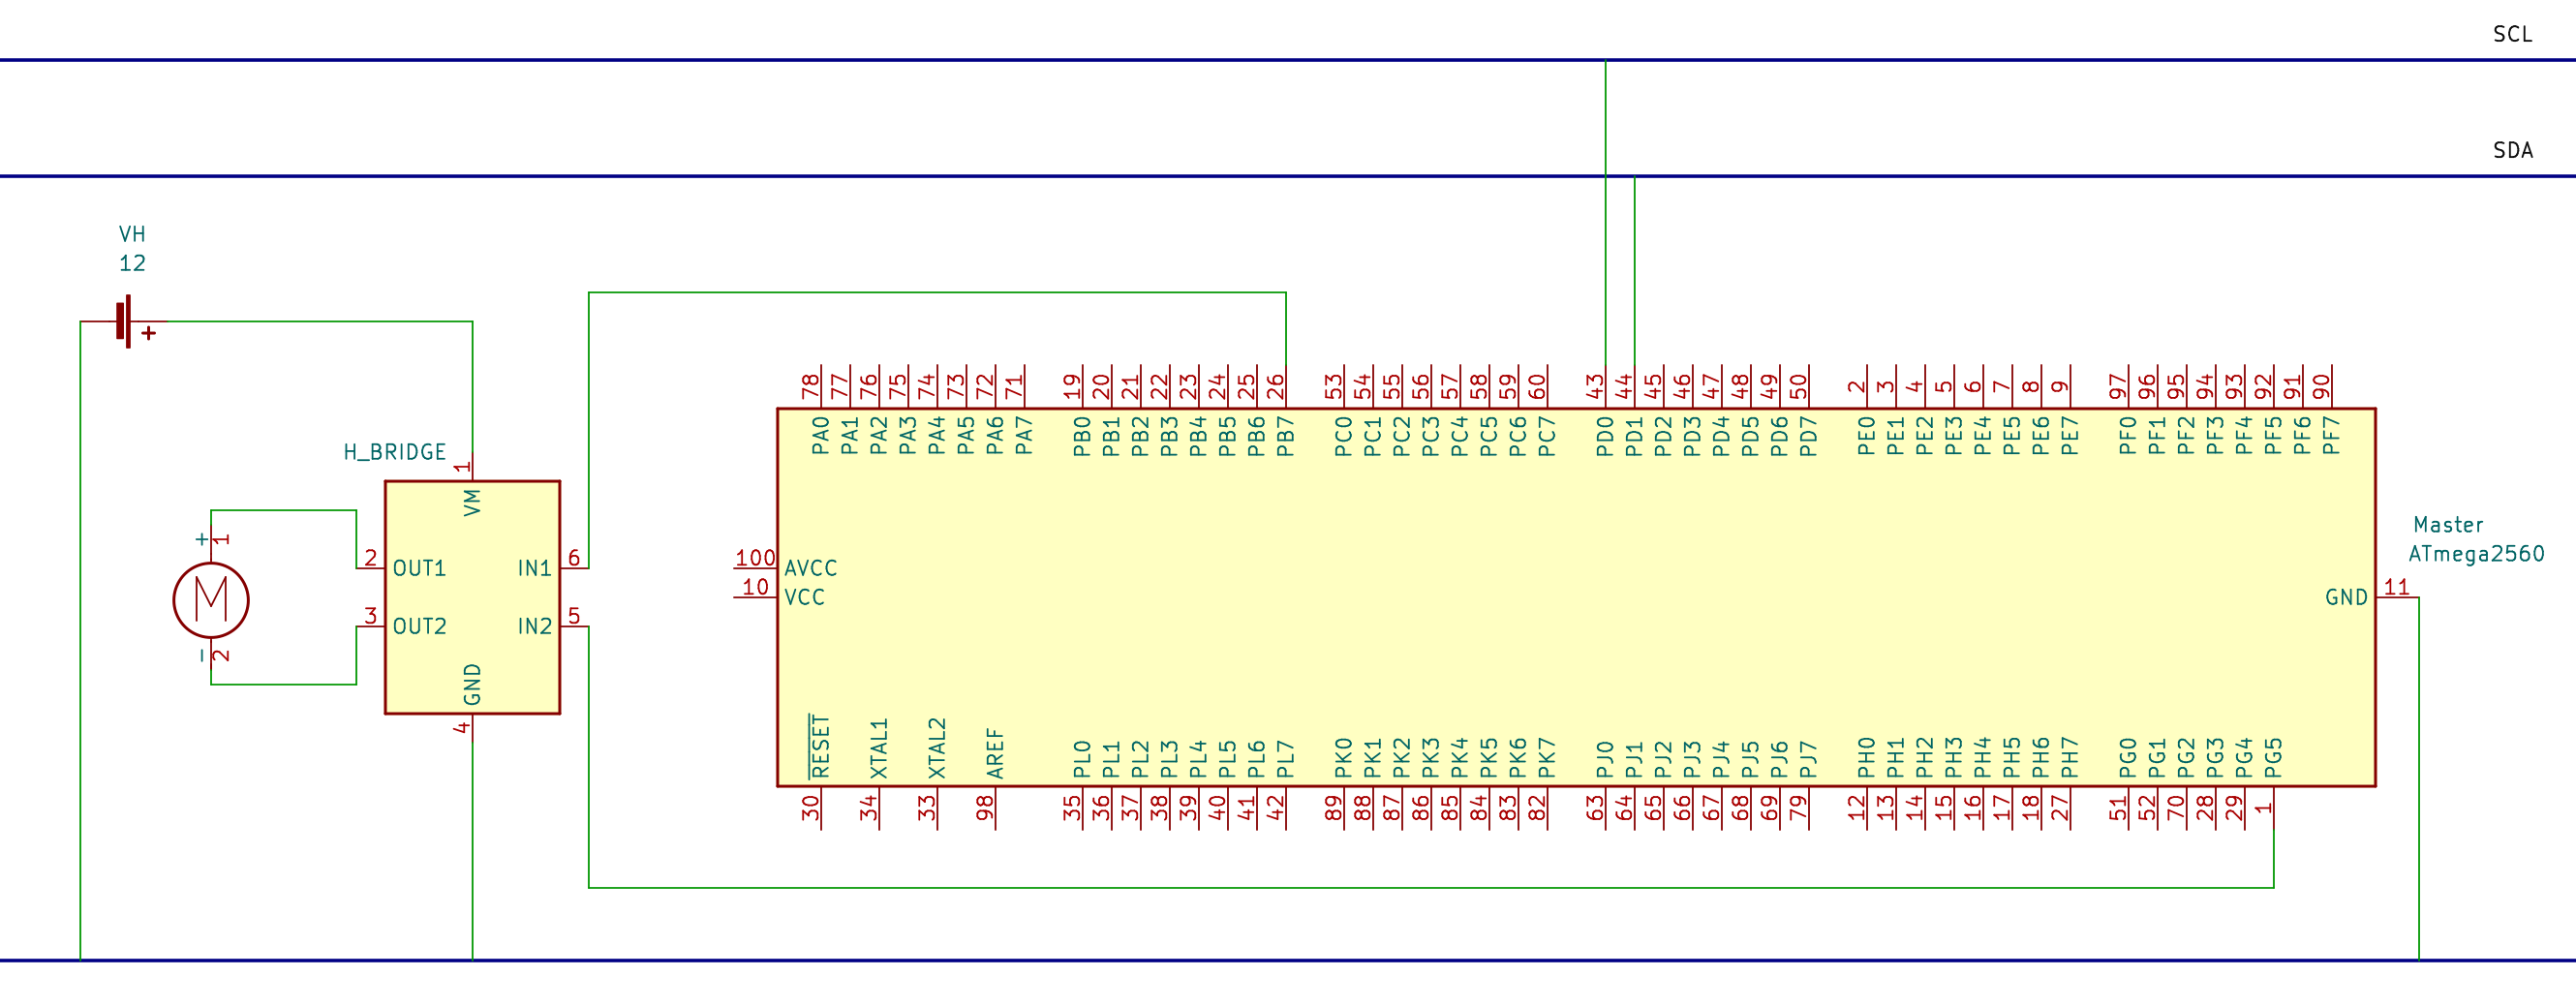 SCL
SDA
VH
12
+
78 77 76 75 74 73 72 71 19 20 21 22 23 24 25 26 53 54 55 56 57 58 59 60 43 44 45 46 47 48 49 50 2 3 4 5 6 7 8 9 97 96 95 94 93 92 91 90
PA0 PA1 PA2 PA3 PA4 PA5 PA6 PA7 PB0 PB1 PB2 PB3 PB4 PB5 PB6 PB7 PC0 PC1 PC2 PC3 PC4 PC5 PC6 PC7 PD0 PD1 PD2 PD3 PD4 PD5 PD6 PD7 PE0 PE1 PE2 PE3 PE4 PE5 PE6 PE7 PF0 PF1 PF2 PF3 PF4 PF5 PF6 PF7
H_BRIDGE
1
VM
+ 1
M
- 2
2 OUT1
3 OUT2
IN1 6
IN2 5
GND
4
100 AVCC
10 VCC
Master
ATmega2560
GND 11
RESET XTAL1 XTAL2 AREF PL0 PL1 PL2 PL3 PL4 PL5 PL6 PL7 PK0 PK1 PK2 PK3 PK4 PK5 PK6 PK7 PJ0 PJ1 PJ2 PJ3 PJ4 PJ5 PJ6 PJ7 PH0 PH1 PH2 PH3 PH4 PH5 PH6 PH7 PG0 PG1 PG2 PG3 PG4 PG5
30 34 33 98 35 36 37 38 39 40 41 42 89 88 87 86 85 84 83 82 63 64 65 66 67 68 69 79 12 13 14 15 16 17 18 27 51 52 70 28 29 1